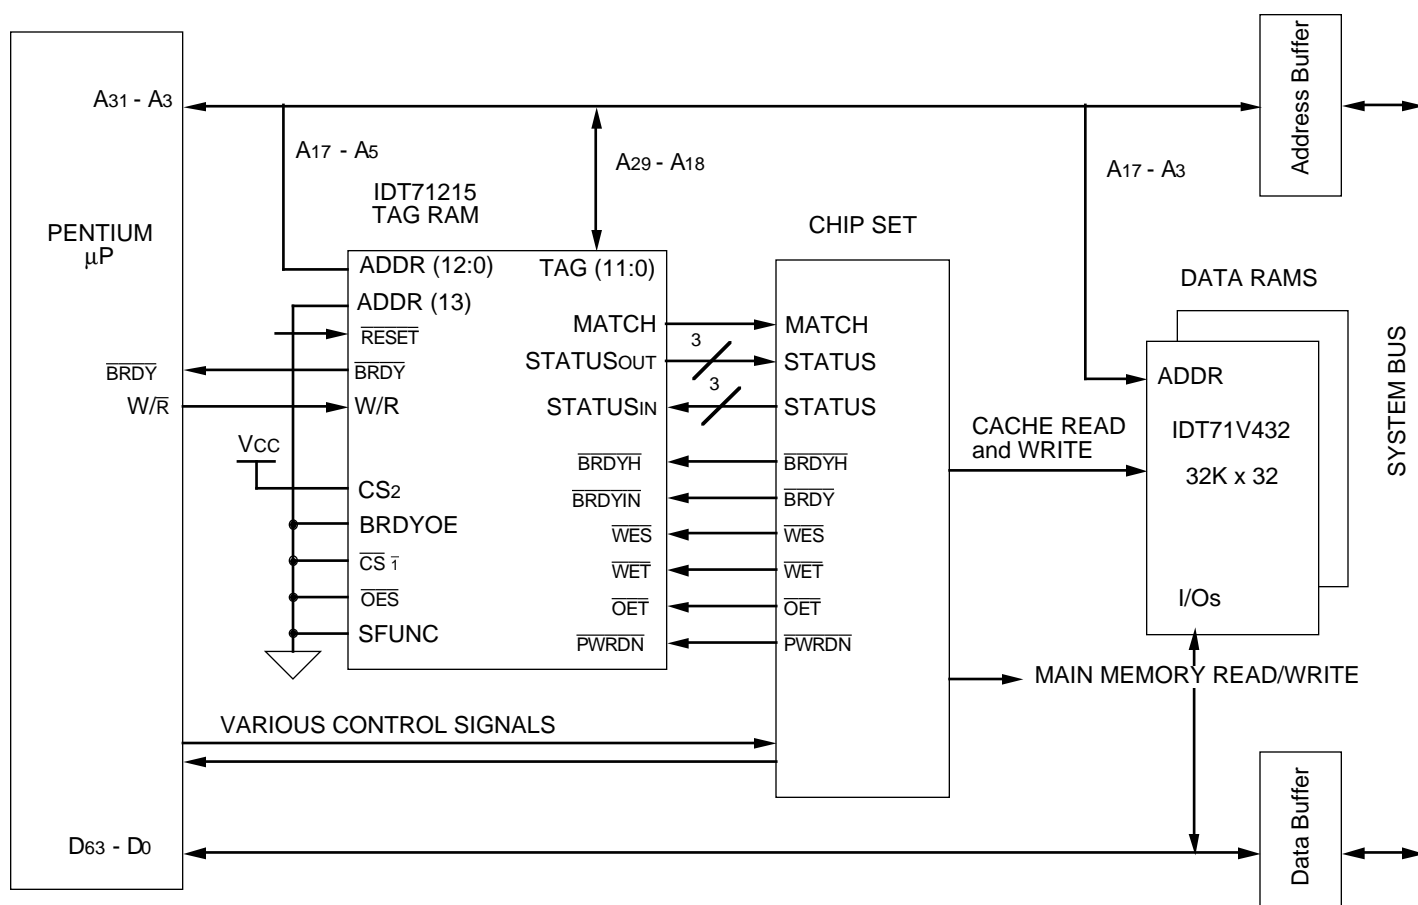 PENTIUM
μP
A31 - A3
BRDY
W/R
D63 - D0
A17 - A5
A29 - A18
A17 - A3
IDT71215
TAG RAM
ADDR (12:0)
ADDR (13)
RESET
BRDY
W/R
VCC
CS2
BRDYOE
CS 1
OES
SFUNC
TAG (11:0)
MATCH
STATUSOUT
3
STATUSIN
3
BRDYH
BRDYIN
WES
WET
OET
PWRDN
CHIP SET
MATCH
STATUS
STATUS
BRDYH
BRDY
WES
WET
OET
PWRDN
CACHE READ
and WRITE
MAIN MEMORY READ/WRITE
VARIOUS CONTROL SIGNALS
DATA RAMS
ADDR
IDT71V432
32K x 32
I/Os
Address Buffer
SYSTEM BUS
Data Buffer